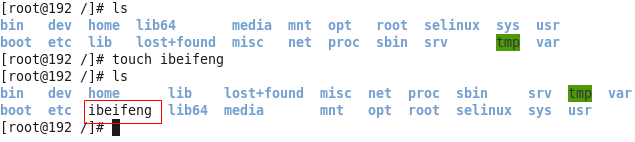 [root@192 /]# ls
bin dev home lib64 media mnt opt root selinux sys usr
boot etc lib lost+found misc net proc sbin srv tmp var
[root@192 /]# touch ibeifeng
[root@192 /]# ls
bin dev home lib lost+found misc net proc sbin srv tmp var
boot etc ibeifeng lib64 media mnt opt root selinux sys usr
[root@192 /]#